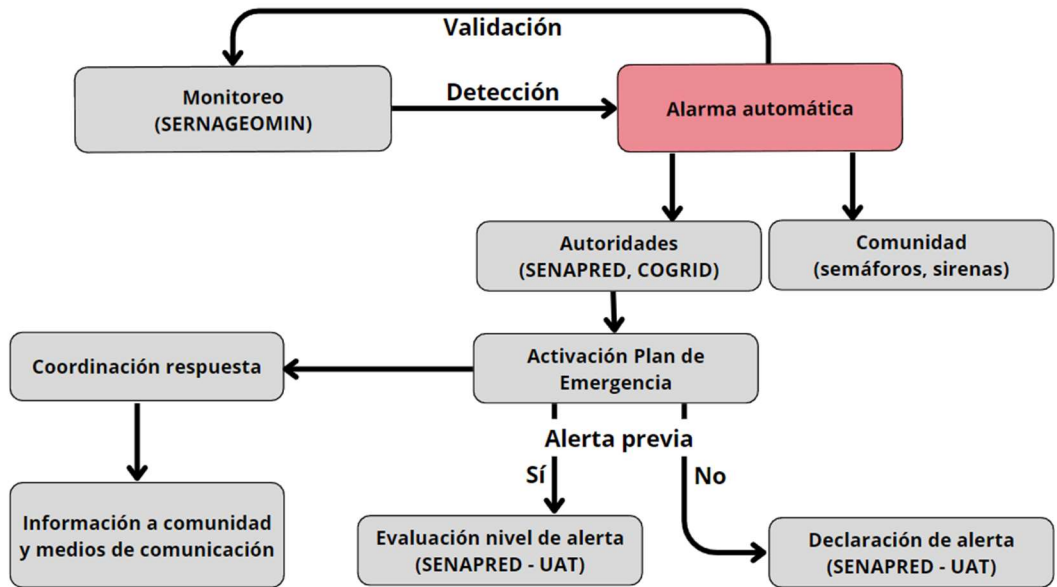 Validación
Monitoreo
(SERNAGEOMIN)
Detección
Alarma automática
Autoridades
(SENAPRED, COGRID)
Comunidad
(semáforos, sirenas)
Coordinación respuesta
Activación Plan de
Emergencia
Alerta previa
Sí
No
Información a comunidad
y medios de comunicación
Evaluación nivel de alerta
(SENAPRED - UAT)
Declaración de alerta
(SENAPRED - UAT)